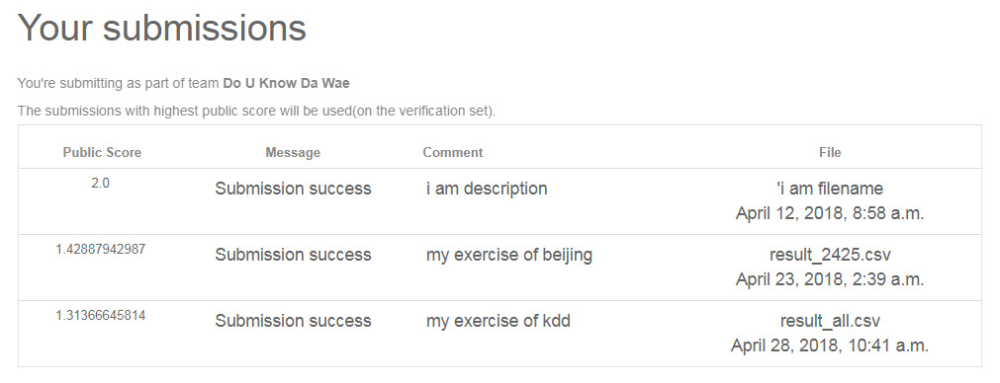 Your submissions
You're submitting as part of team Do U Know Da Wae
The submissions with highest public score will be used(on the verification set).
Public Score Message Comment File
2.0 Submission success i am description 'i am filename
April 12, 2018, 8:58 a.m.
1.42887942987 Submission success my exercise of beijing result_2425.csv
April 23, 2018, 2:39 a.m.
1.31366645814 Submission success my exercise of kdd result_all.csv
April 28, 2018, 10:41 a.m.